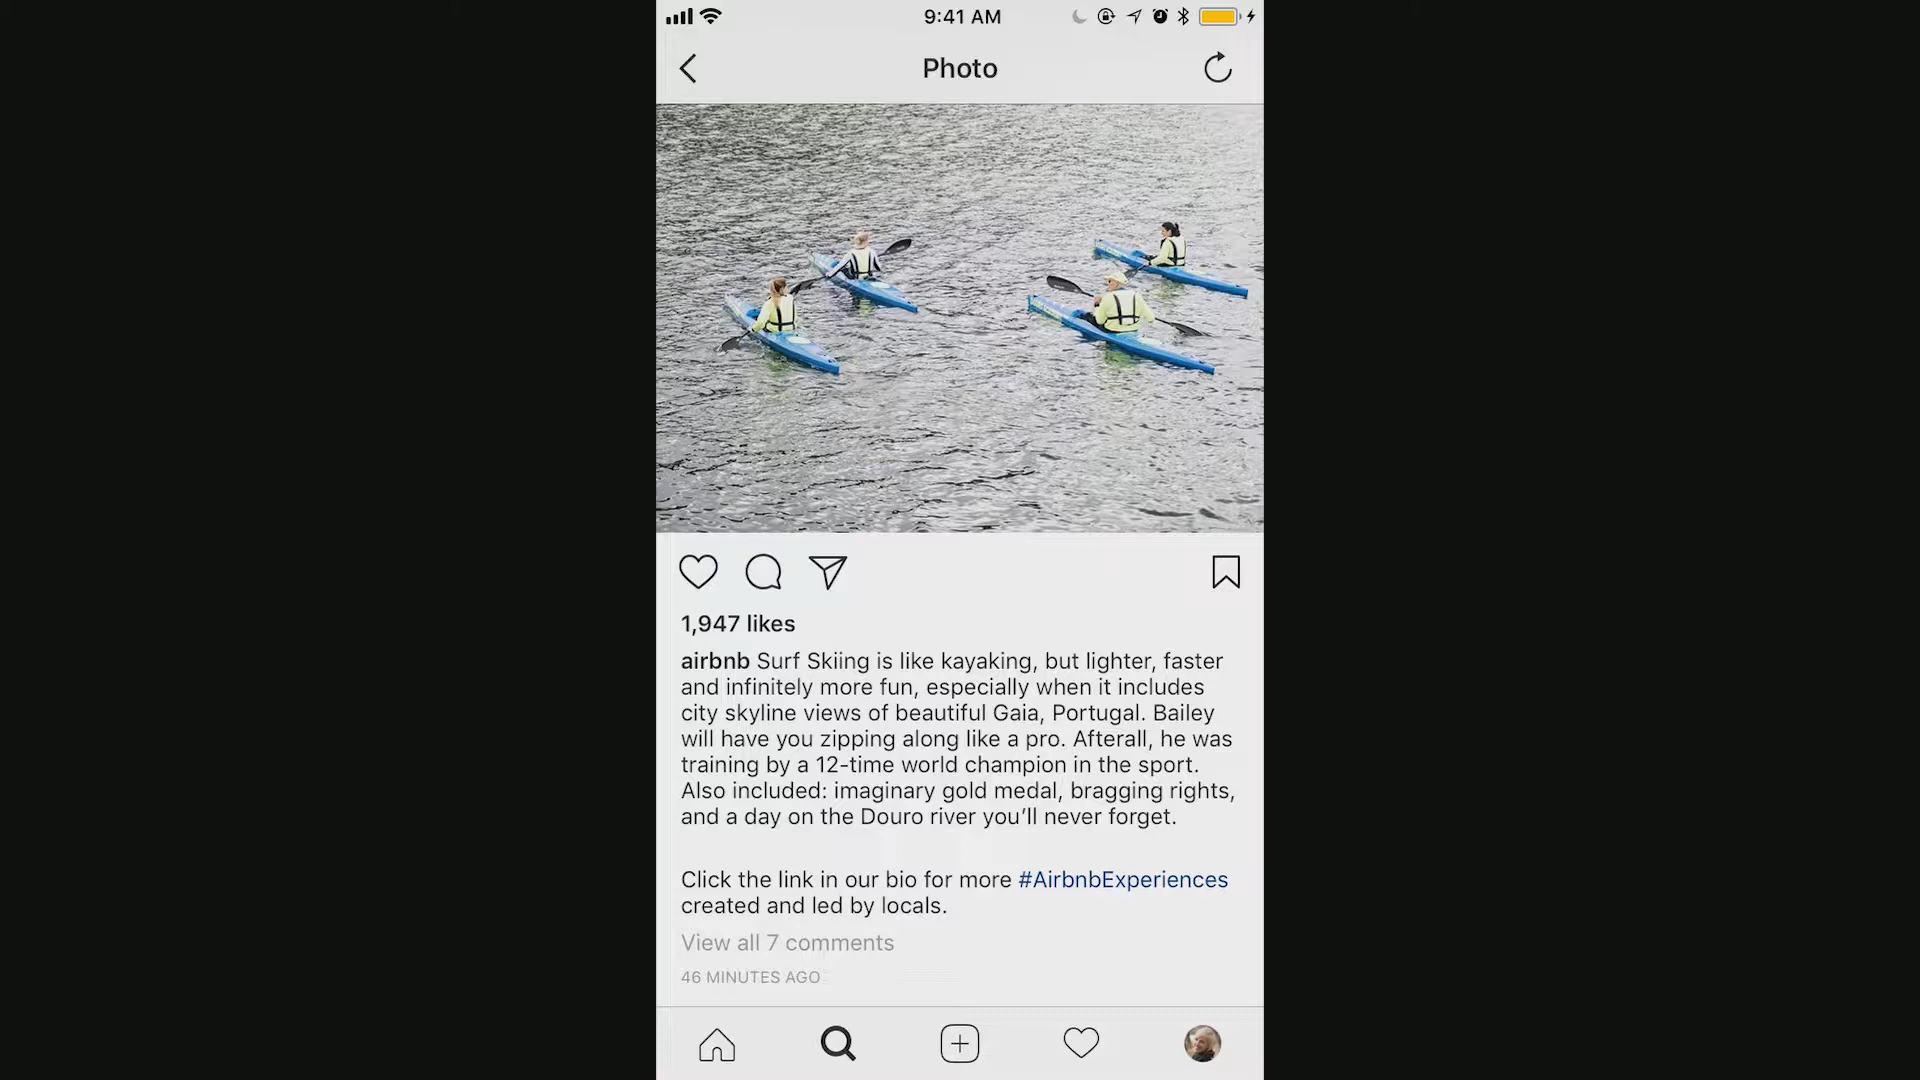 9:41 AM
Photo
1,947 likes
airbnb Surf Skiing is like kayaking, but lighter, faster
and infinitely more fun, especially when it includes
city skyline views of beautiful Gaia, Portugal. Bailey
will have you zipping along like a pro. Afterall, he was
training by a 12-time world champion in the sport.
Also included: imaginary gold medal, bragging rights,
and a day on the Douro river you’ll never forget.
Click the link in our bio for more #AirbnbExperiences
created and led by locals.
View all 7 comments
46 MINUTES AGO